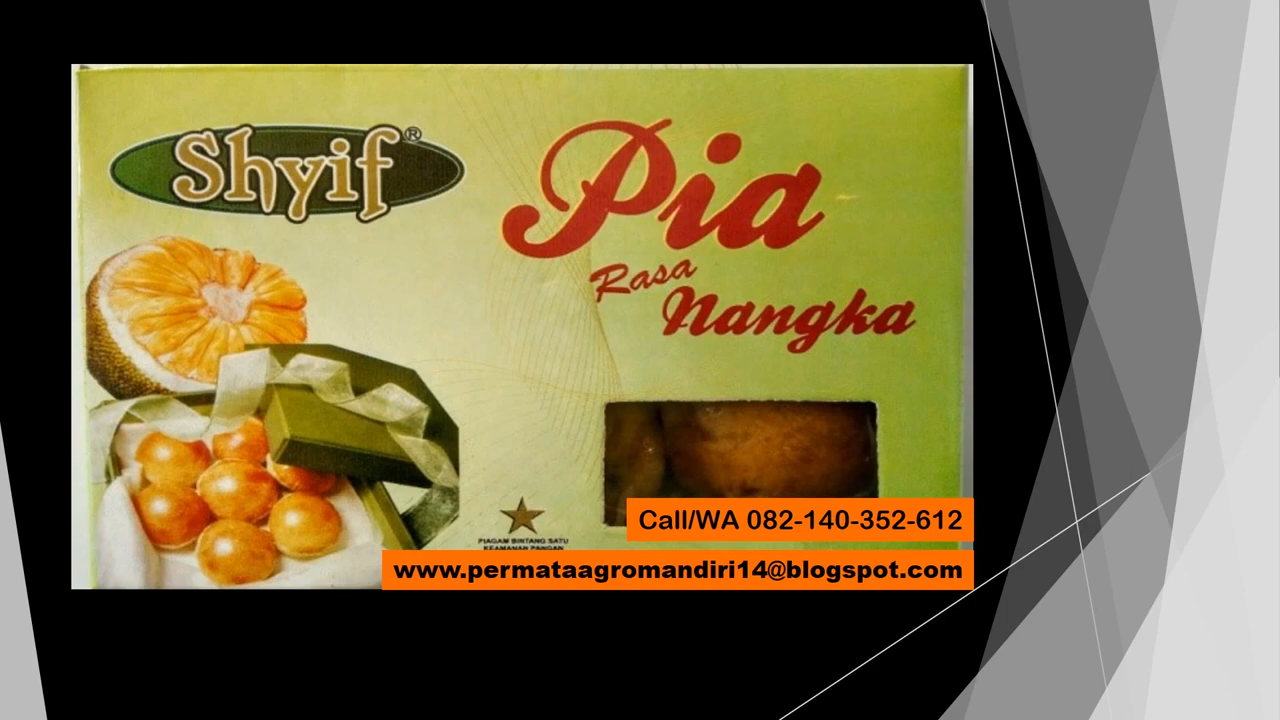 Shyif®
Pia
Rasa
Nangka
PIAGAM BINTANG SATU
KEAMANAN PANGAN
Call/WA 082-140-352-612
www.permataagromandiri14@blogspot.com